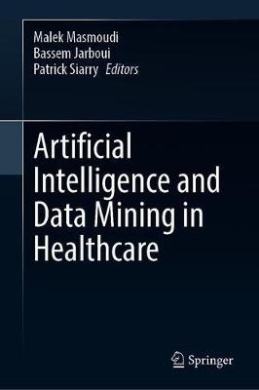 Malek Masmoudi
Bassem Jarboui
Patrick Siarry Editors
Artificial
Intelligence and
Data Mining in
Healthcare
Springer